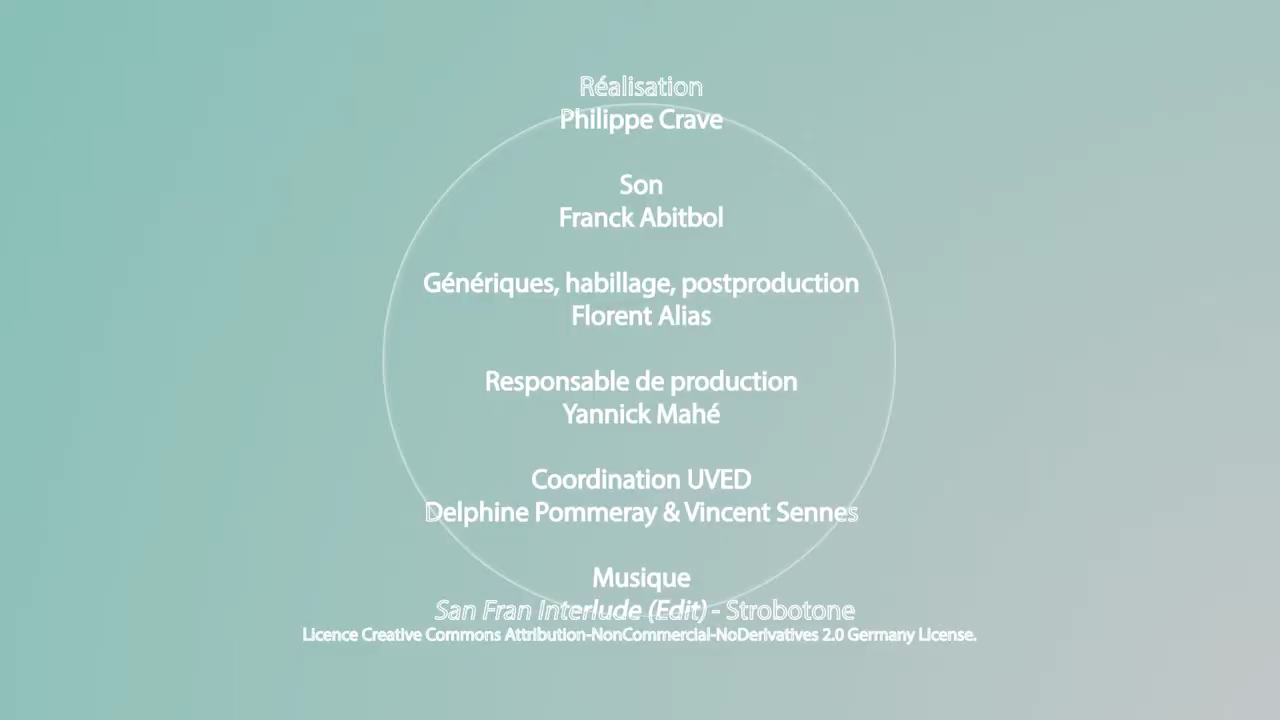 Réalisation
Philippe Crave
Son
Franck Abitbol
Génériques, habillage, postproduction
Florent Alias
Responsable de production
Yannick Mahé
Coordination UVED
Delphine Pommeray & Vincent Sennes
Musique
San Fran Interlude (Edit) - Strobotone
Licence Creative Commons Attribution-NonCommercial-NoDerivatives 2.0 Germany License.